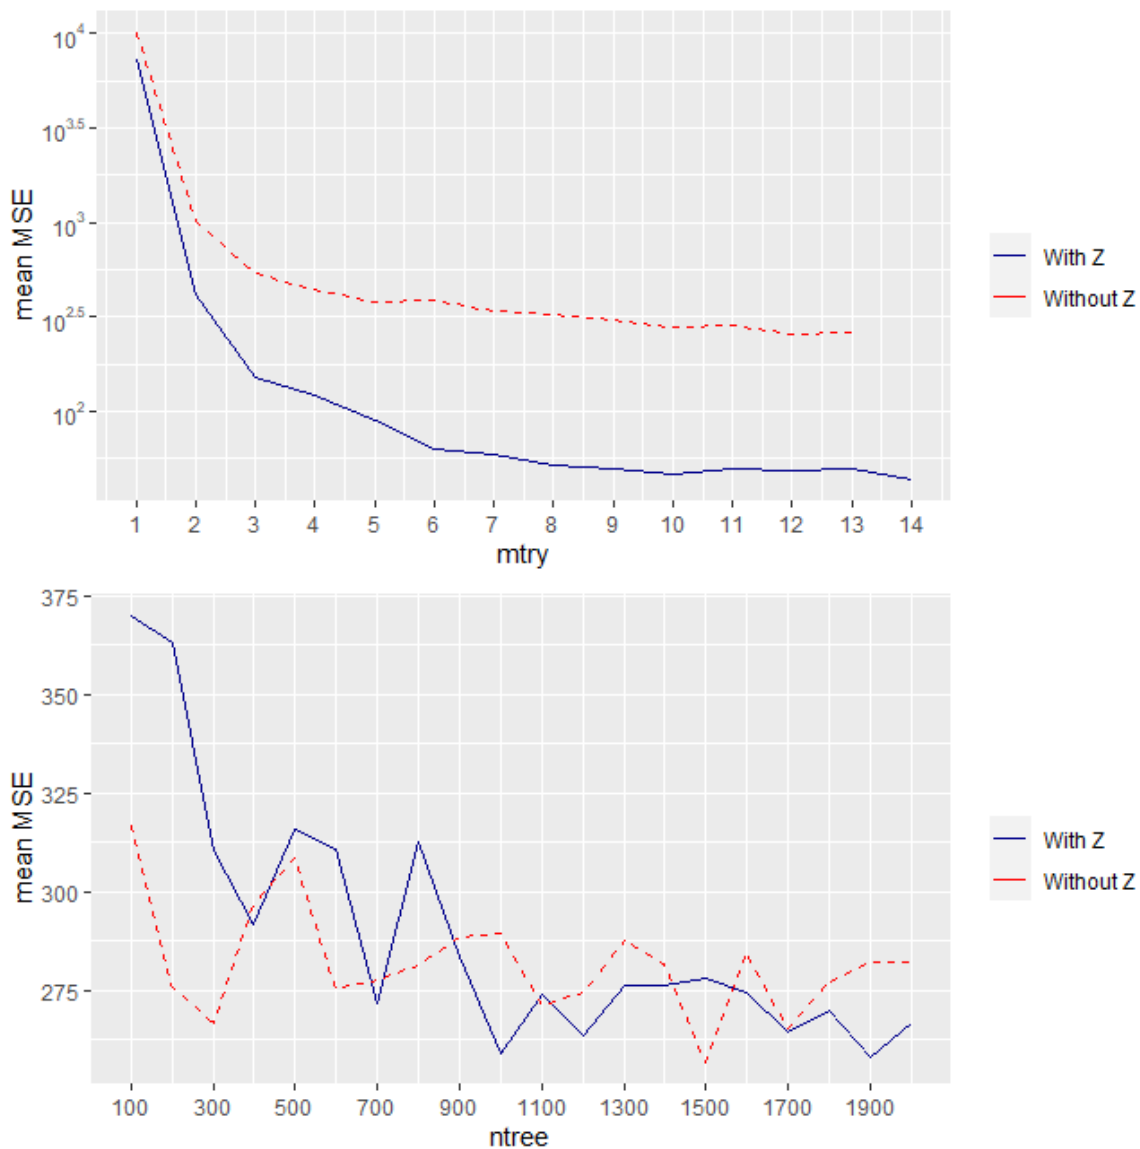 10^4
10^3.5
10^3
10^2.5
10^2
mean MSE
1 2 3 4 5 6 7 8 9 10 11 12 13 14
mtry
With Z
Without Z
375
350
325
300
275
mean MSE
100 300 500 700 900 1100 1300 1500 1700 1900
ntree
With Z
Without Z